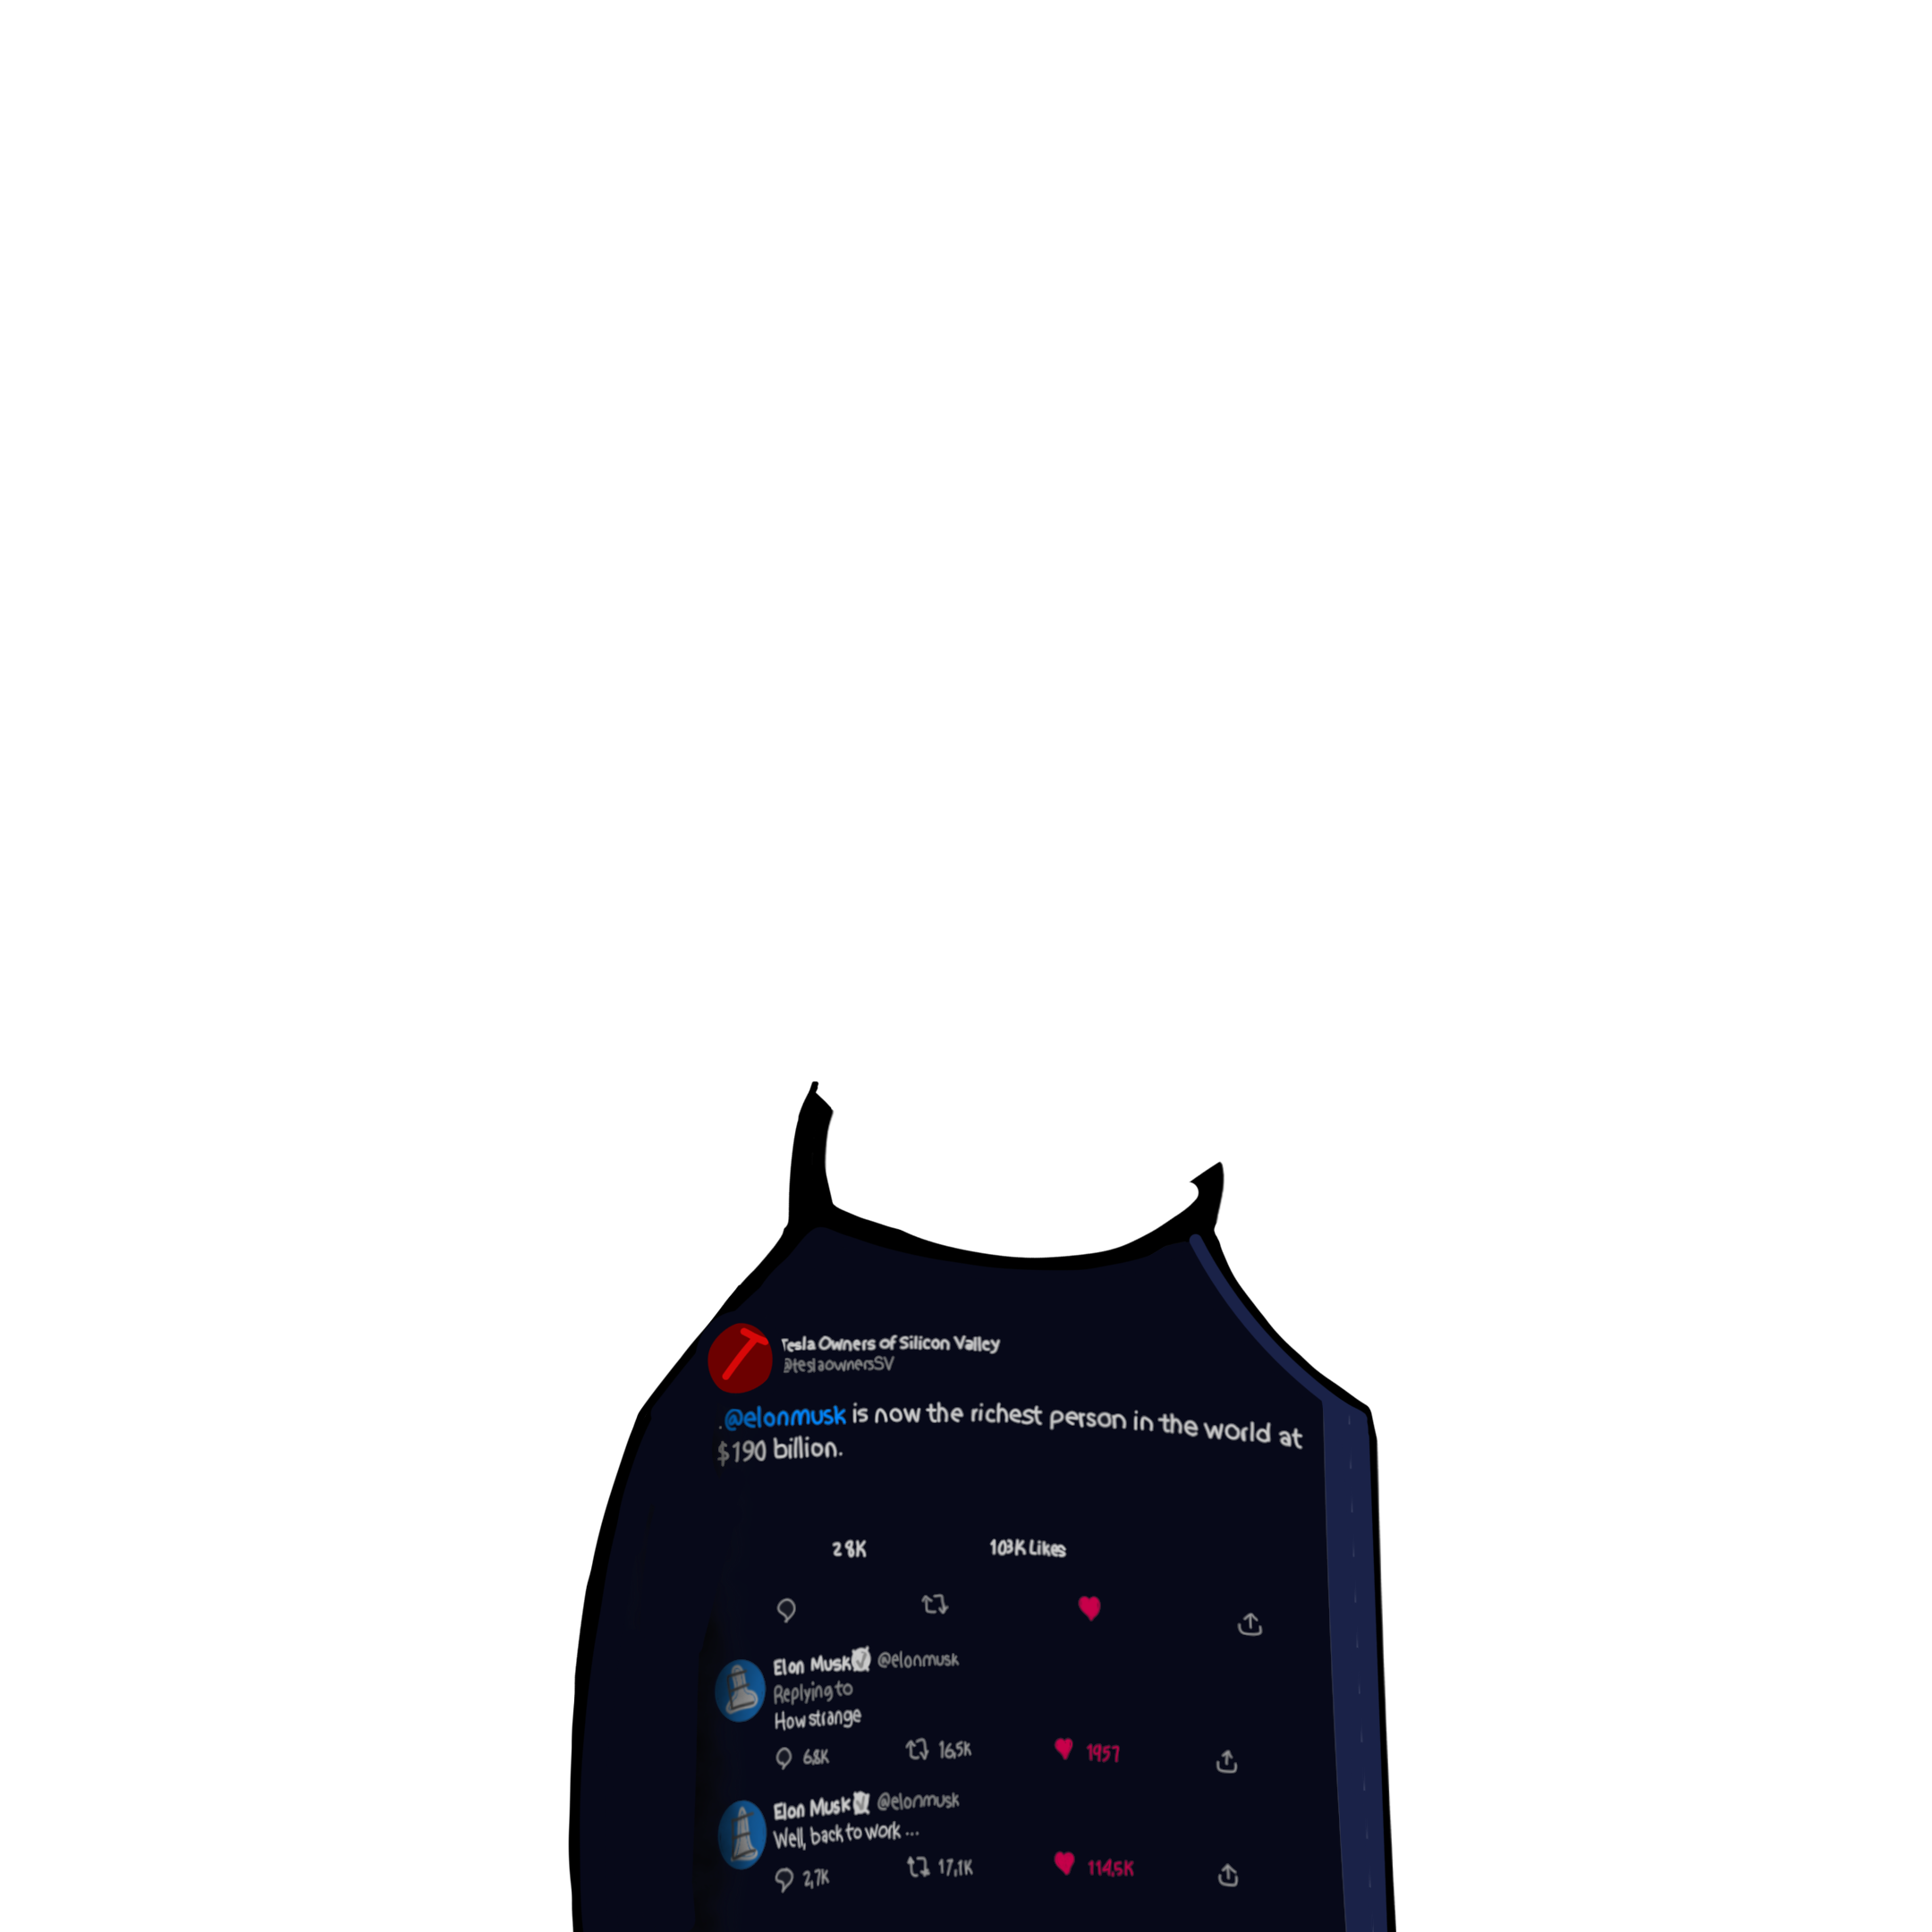 Tesla Owners of Silicon Valley
@teslaownersSV
.@elonmusk is now the richest person in the world at
$190 billion.
28K 103K Likes
Elon Musk @elonmusk
Replying to
How strange
6,8K 16,5K 1957
Elon Musk @elonmusk
Well, back to work ...
2,7K 17,1K 114,5K